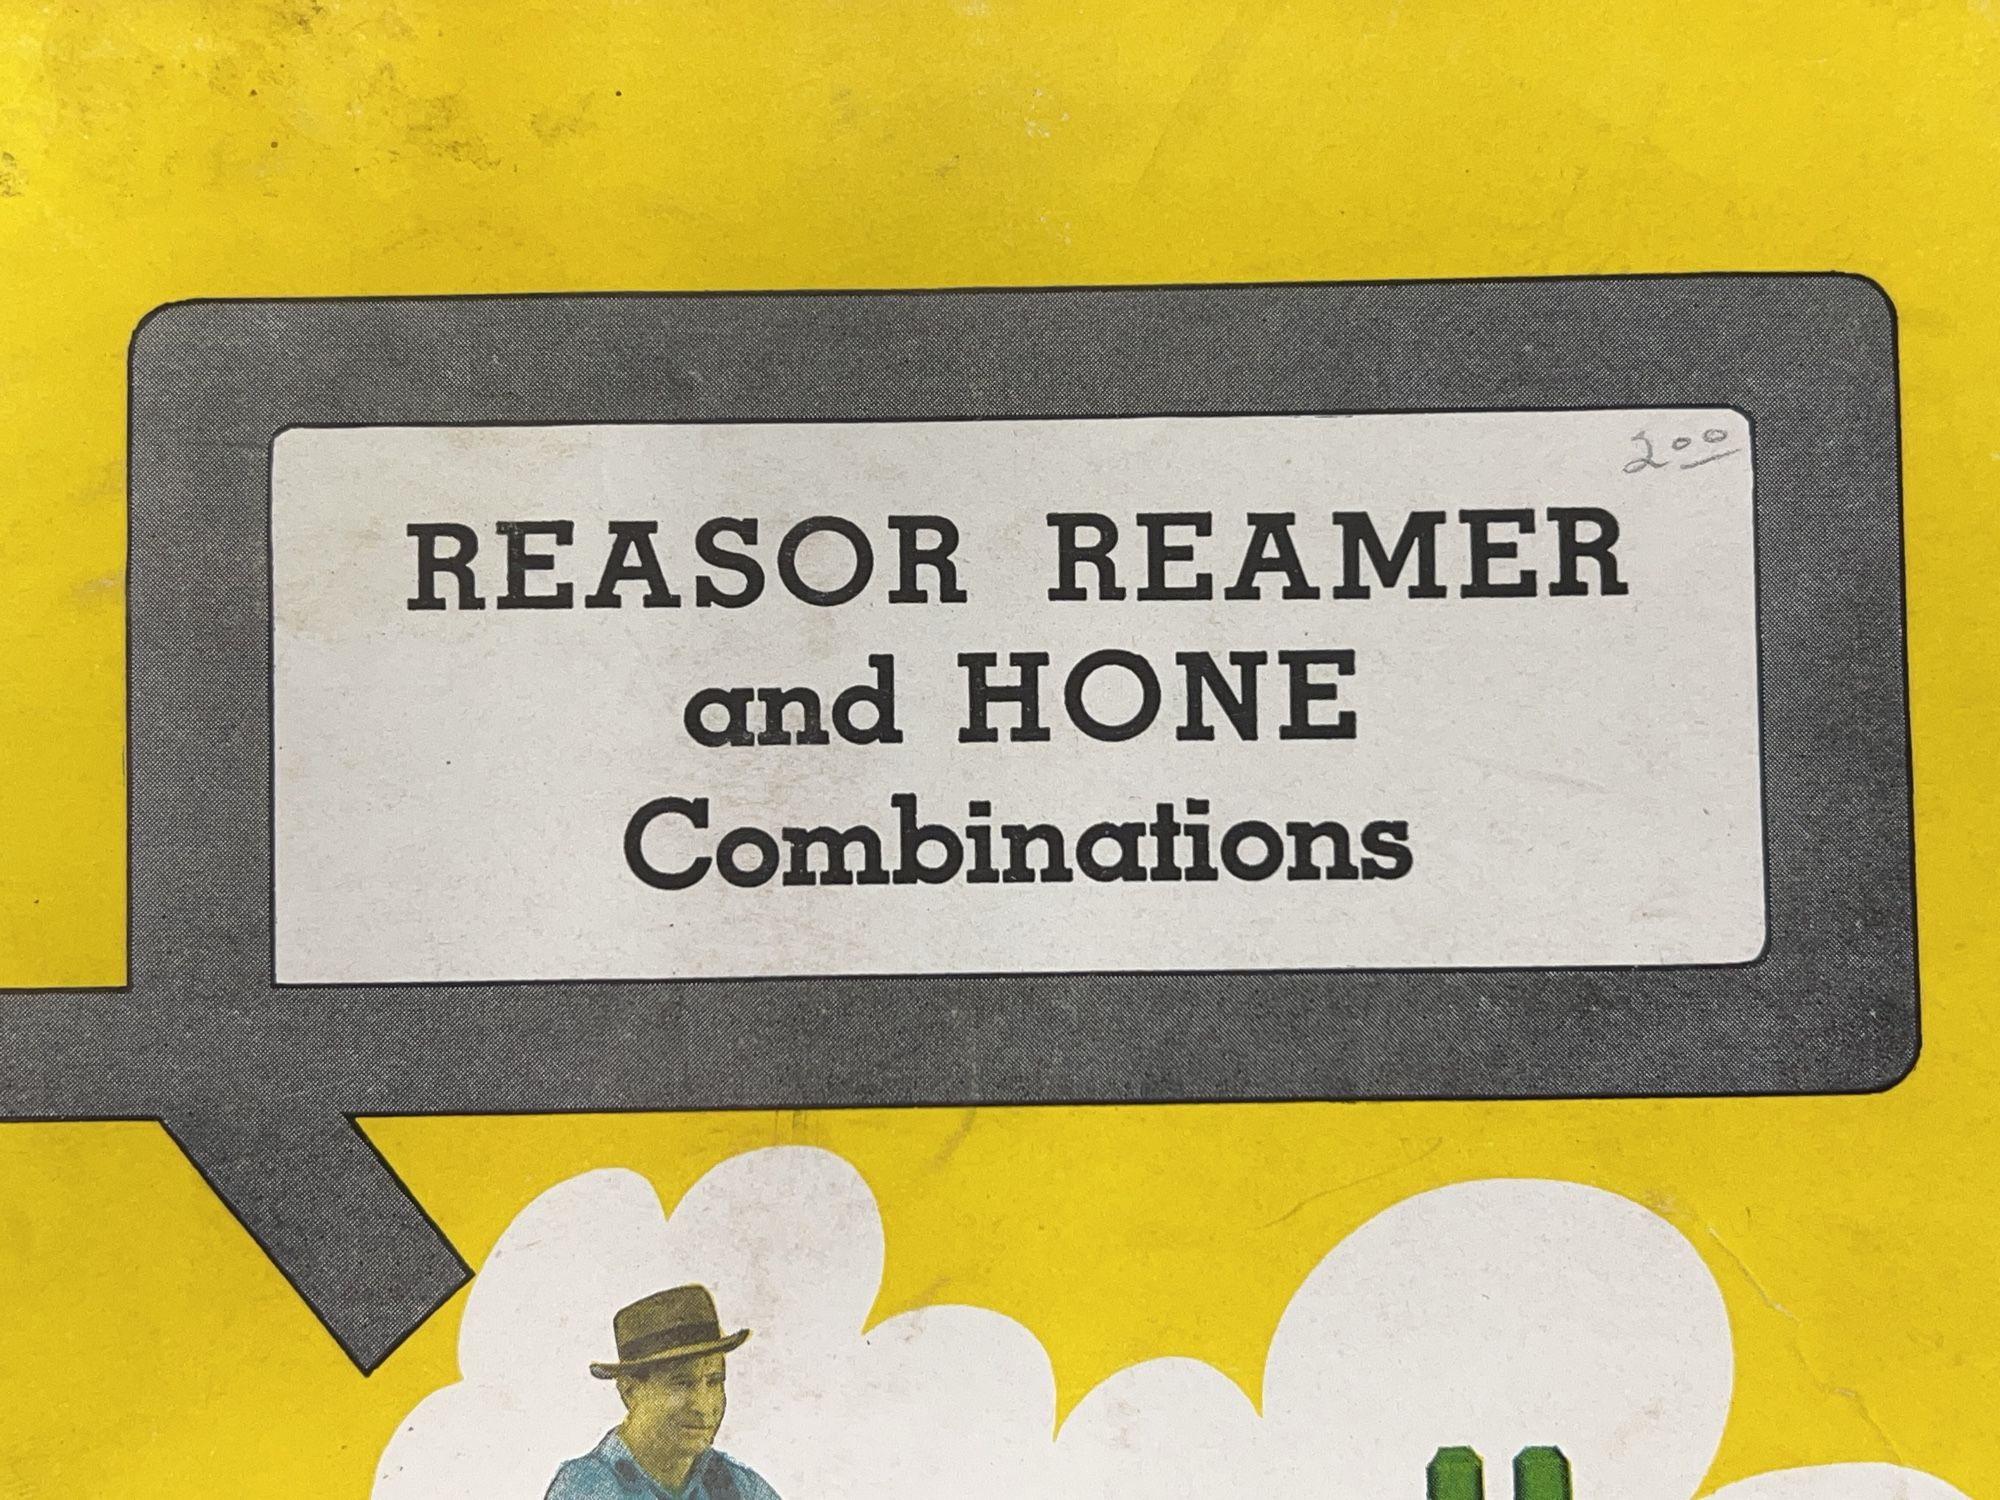 2.00
REASOR REAMER
and HONE
Combinations